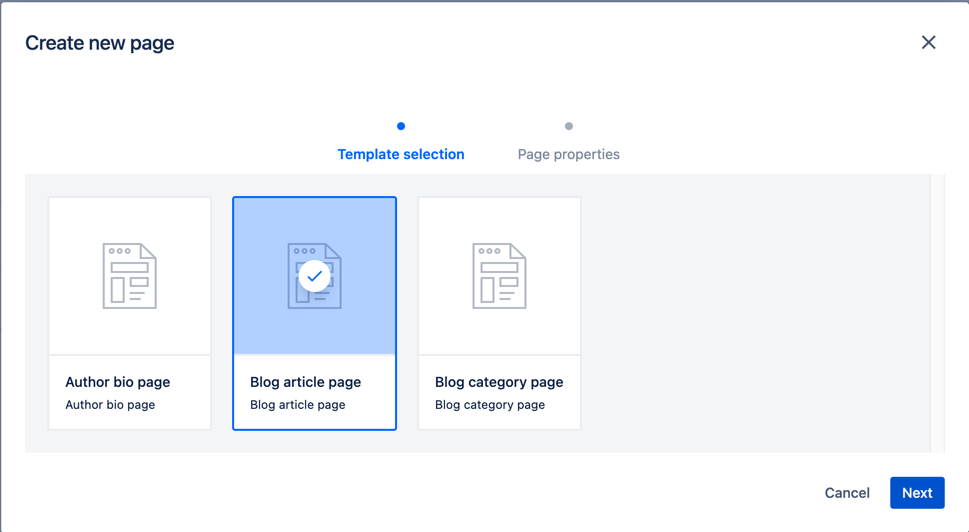 Create new page
Template selection
Page properties
Author bio page
Author bio page
Blog article page
Blog article page
Blog category page
Blog category page
Cancel
Next